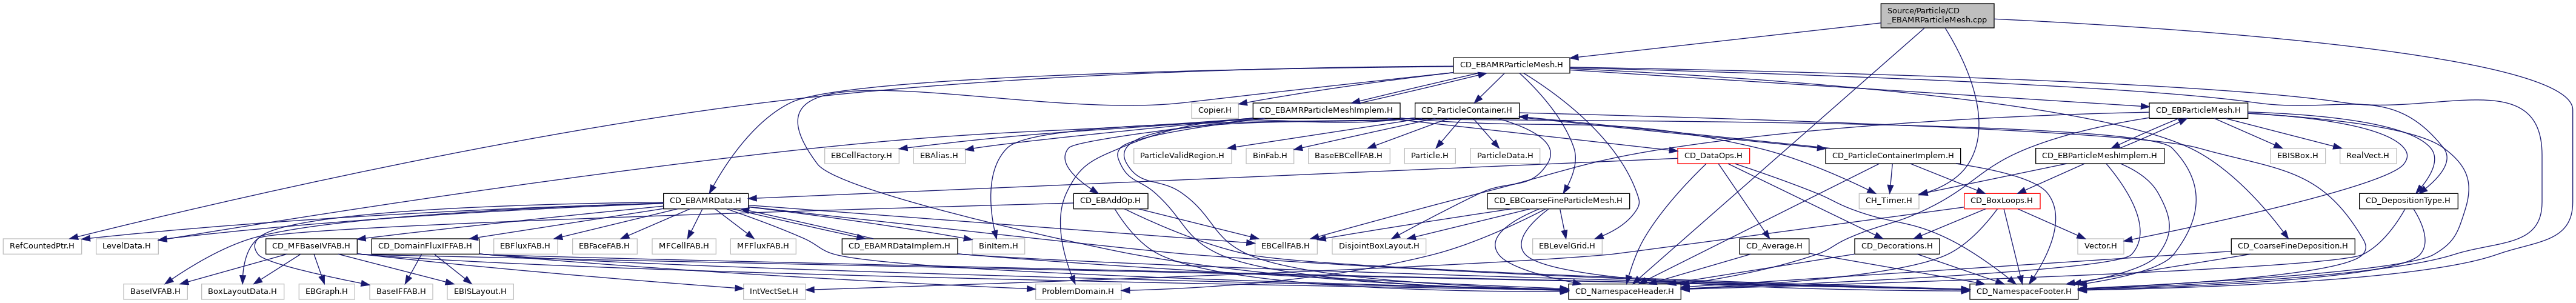 Source/Particle/CD
_EBAMRParticleMesh.cpp
CD_EBAMRParticleMesh.H
Copier.H
CD_EBAMRParticleMeshImplem.H
CD_ParticleContainer.H
CD_EBParticleMesh.H
EBCellFactory.H
EBAlias.H
ParticleValidRegion.H
BinFab.H
BaseEBCellFAB.H
Particle.H
ParticleData.H
CD_DataOps.H
CD_ParticleContainerImplem.H
CD_EBParticleMeshImplem.H
EBISBox.H
RealVect.H
CD_EBAMRData.H
CD_EBAddOp.H
CD_EBCoarseFineParticleMesh.H
CH_Timer.H
CD_BoxLoops.H
CD_DepositionType.H
RefCountedPtr.H
LevelData.H
CD_MFBaseIVFAB.H
CD_DomainFluxIFFAB.H
EBFluxFAB.H
EBFaceFAB.H
MFCellFAB.H
MFFluxFAB.H
CD_EBAMRDataImplem.H
BinItem.H
EBCellFAB.H
DisjointBoxLayout.H
EBLevelGrid.H
CD_Average.H
CD_Decorations.H
Vector.H
CD_CoarseFineDeposition.H
BaseIVFAB.H
BoxLayoutData.H
EBGraph.H
BaseIFFAB.H
EBISLayout.H
IntVectSet.H
ProblemDomain.H
CD_NamespaceHeader.H
CD_NamespaceFooter.H